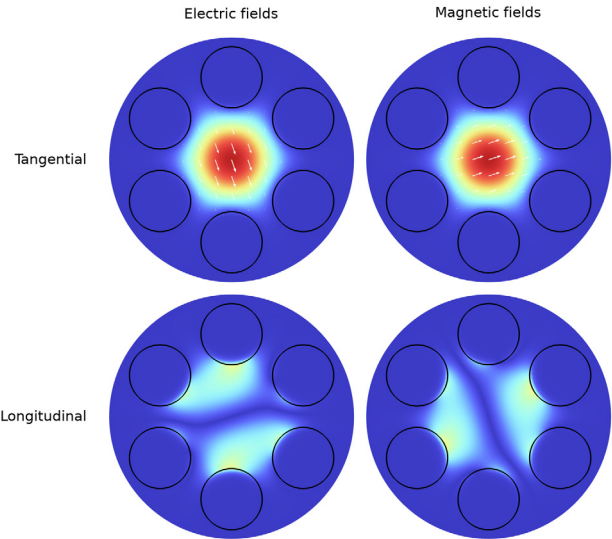 Electric fields
Magnetic fields
Tangential
Longitudinal